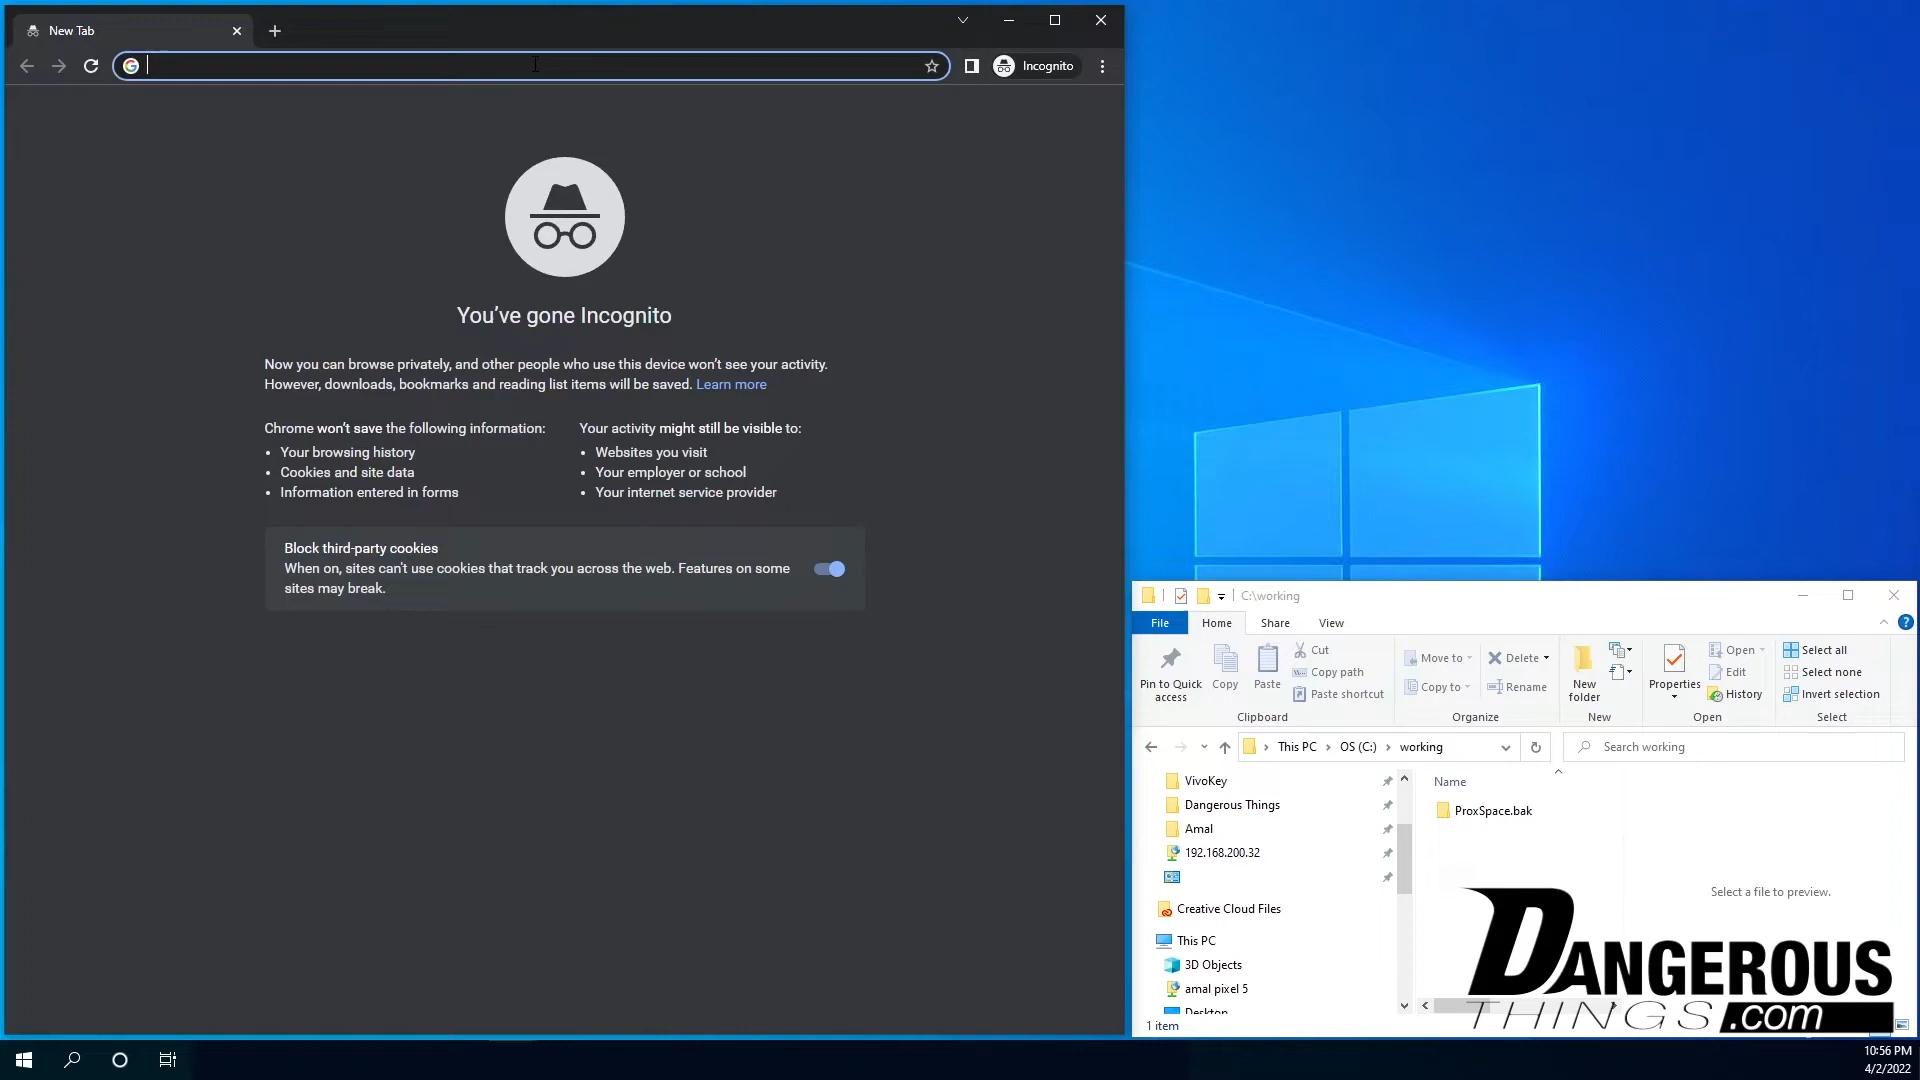 New Tab
Incognito
You've gone Incognito
Now you can browse privately, and other people who use this device won't see your activity.
However, downloads, bookmarks and reading list items will be saved. Learn more
Chrome won't save the following information:
Your browsing history
Cookies and site data
Information entered in forms
Your activity might still be visible to:
Websites you visit
Your employer or school
Your internet service provider
Block third-party cookies
When on, sites can't use cookies that track you across the web. Features on some
sites may break.
C:\working
File Home Share View
Pin to Quick
access
Copy
Paste
Cut
Copy path
Paste shortcut
Clipboard
Move to
Copy to
Delete
Rename
Organize
New
folder
New
Properties
Open
Edit
History
Open
Select all
Select none
Invert selection
Select
This PC OS (C:) working
Search working
VivoKey
Dangerous Things
Amal
192.168.200.32
Creative Cloud Files
This PC
3D Objects
amal pixel 5
Desktop
Name
ProxSpace.bak
Select a file to preview.
1 item
DANGEROUS
THINGS.com
10:56 PM
4/2/2022